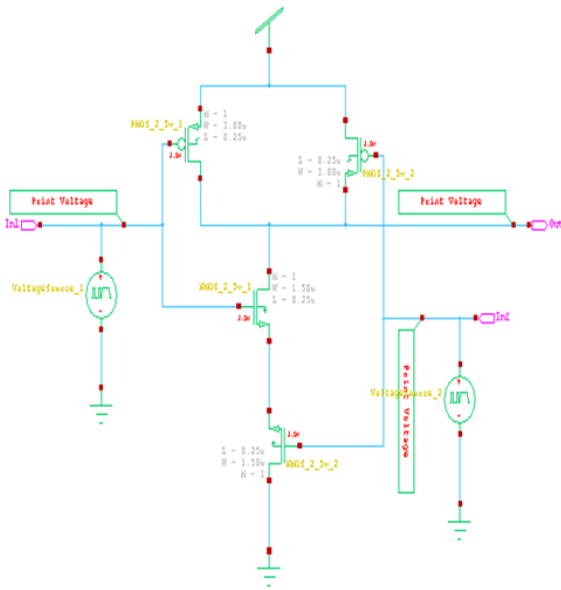 M = 1
PMOS_2_5v_1
W = 3.00u
L = 0.25u
2.5v
2.5v
L = 0.25u
W = 3.00u
M = 1
PMOS_2_5v_2
Print Voltage
Print Voltage
In1
Out
VoltageSource_1
NMOS_2_5v_1
M = 1
W = 1.50u
L = 0.25u
2.5v
In2
Print Voltage
VoltageSource_2
2.5v
L = 0.25u
W = 1.50u
M = 1
NMOS_2_5v_2